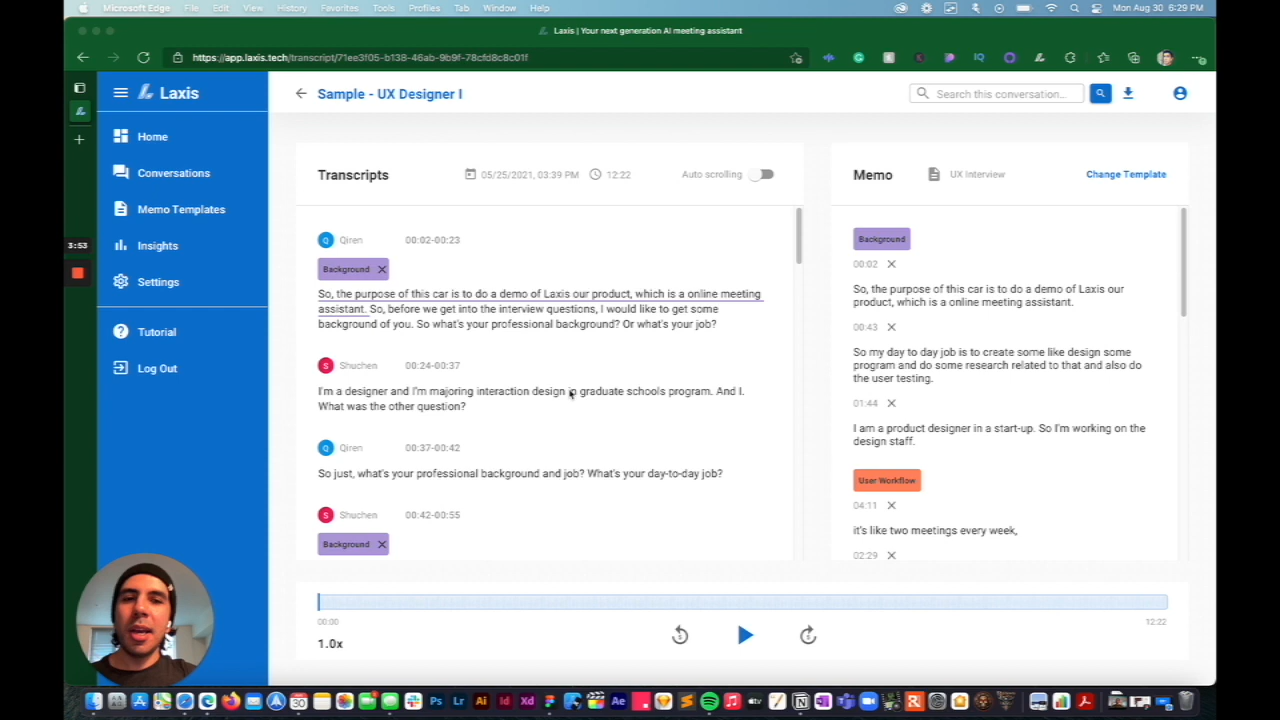 Microsoft Edge File Edit View History Favorites Tools Profiles Tab Window Help Mon Aug 30 6:29 PM
Laxis | Your next generation AI meeting assistant
https://app.laxis.tech/transcript/71ee3f05-b138-46ab-9b9f-78cfd8c8c01f
Laxis
Sample - UX Designer I
Search this conversation...
Home
Conversations
Memo Templates
Insights
Settings
Tutorial
Log Out
3:53
Transcripts 05/25/2021, 03:39 PM 12:22 Auto scrolling
Q Qiren 00:02-00:23
Background
So, the purpose of this car is to do a demo of Laxis our product, which is a online meeting
assistant. So, before we get into the interview questions, I would like to get some
background of you. So what's your professional background? Or what's your job?
S Shuchen 00:24-00:37
I'm a designer and I'm majoring interaction design in graduate schools program. And I.
What was the other question?
Q Qiren 00:37-00:42
So just, what's your professional background and job? What's your day-to-day job?
S Shuchen 00:42-00:55
Background
Memo UX Interview Change Template
Background
00:02
So, the purpose of this car is to do a demo of Laxis our
product, which is a online meeting assistant.
00:43
So my day to day job is to create some like design some
program and do some research related to that and also do
the user testing.
01:44
I am a product designer in a start-up. So I'm working on the
design staff.
User Workflow
04:11
it's like two meetings every week,
02:29
00:00 12:22
1.0x
5 5
30 Ps Lr Ai Id Xd Ae tv